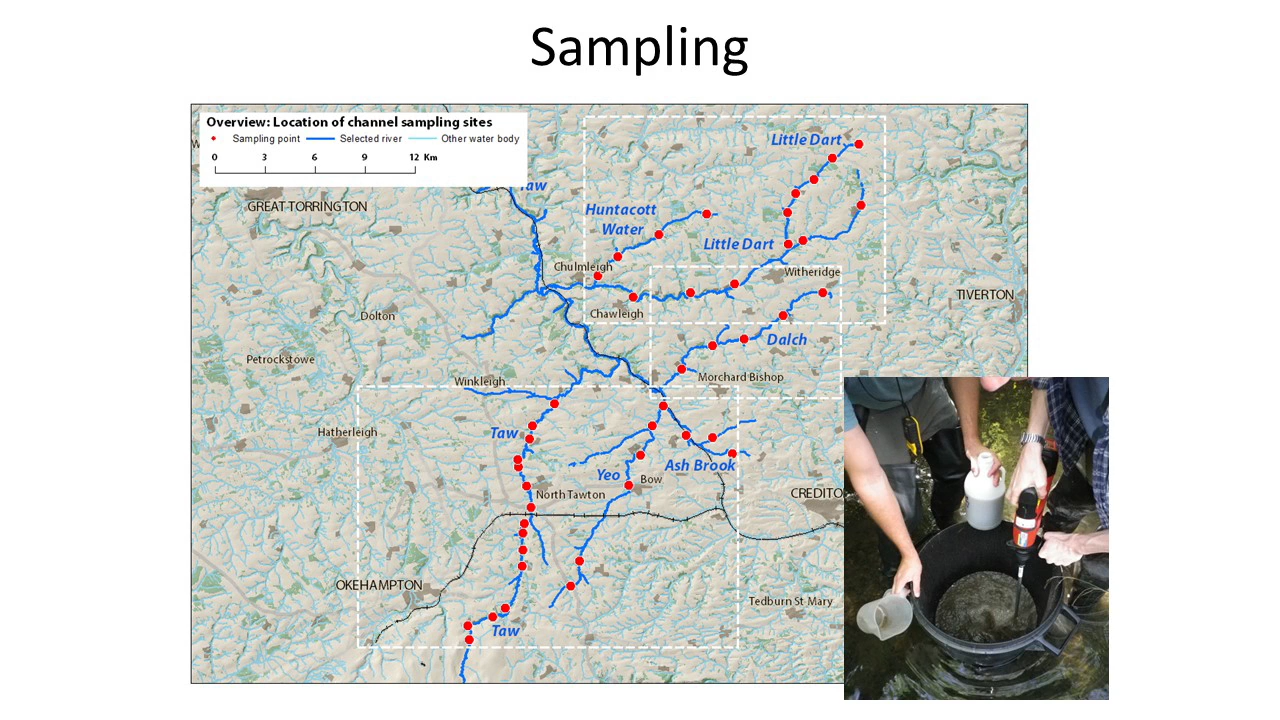 Sampling
Overview: Location of channel sampling sites
Sampling point Selected river Other water body
0 3 6 9 12 Km
Taw
GREAT TORRINGTON
Little Dart
Huntacott
Water
Little Dart
Chulmleigh
Witheridge
TIVERTON
Chawleigh
Dolton
Dalch
Petrockstowe
Morchard Bishop
Winkleigh
Hatherleigh
Taw
Ash Brook
Yeo
Bow
North Tawton
CREDITO
OKEHAMPTON
Tedburn St Mary
Taw